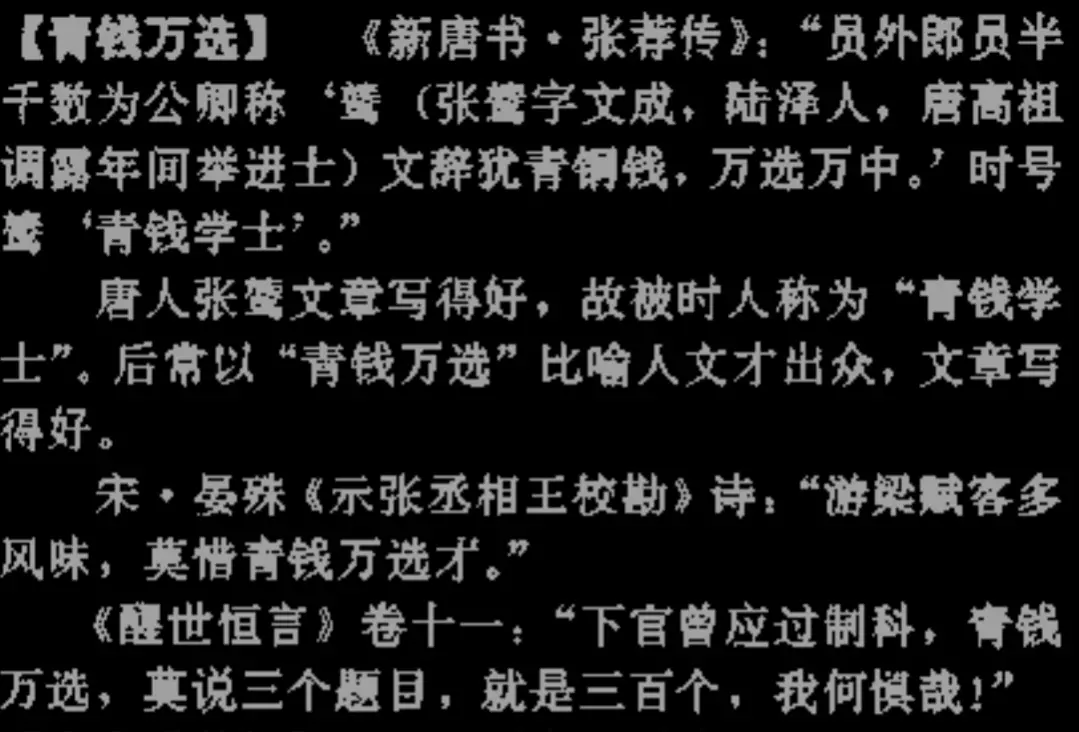 【青钱万选】 《新唐书·张荐传》：“员外郎员半
千数为公卿称‘鷟（张鷟字文成，陆泽人，唐高祖
调露年间举进士）文辞犹青铜钱，万选万中。’时号
鷟‘青钱学士’。”
唐人张鷟文章写得好，故被时人称为“青钱学
士”。后常以“青钱万选”比喻人文才出众，文章写
得好。
宋·晏殊《示张丞相王校勘》诗：“游梁赋客多
风味，莫惜青钱万选才。”
《醒世恒言》卷十一：“下官曾应过制科，青钱
万选，莫说三个题目，就是三百个，我何惧哉！”